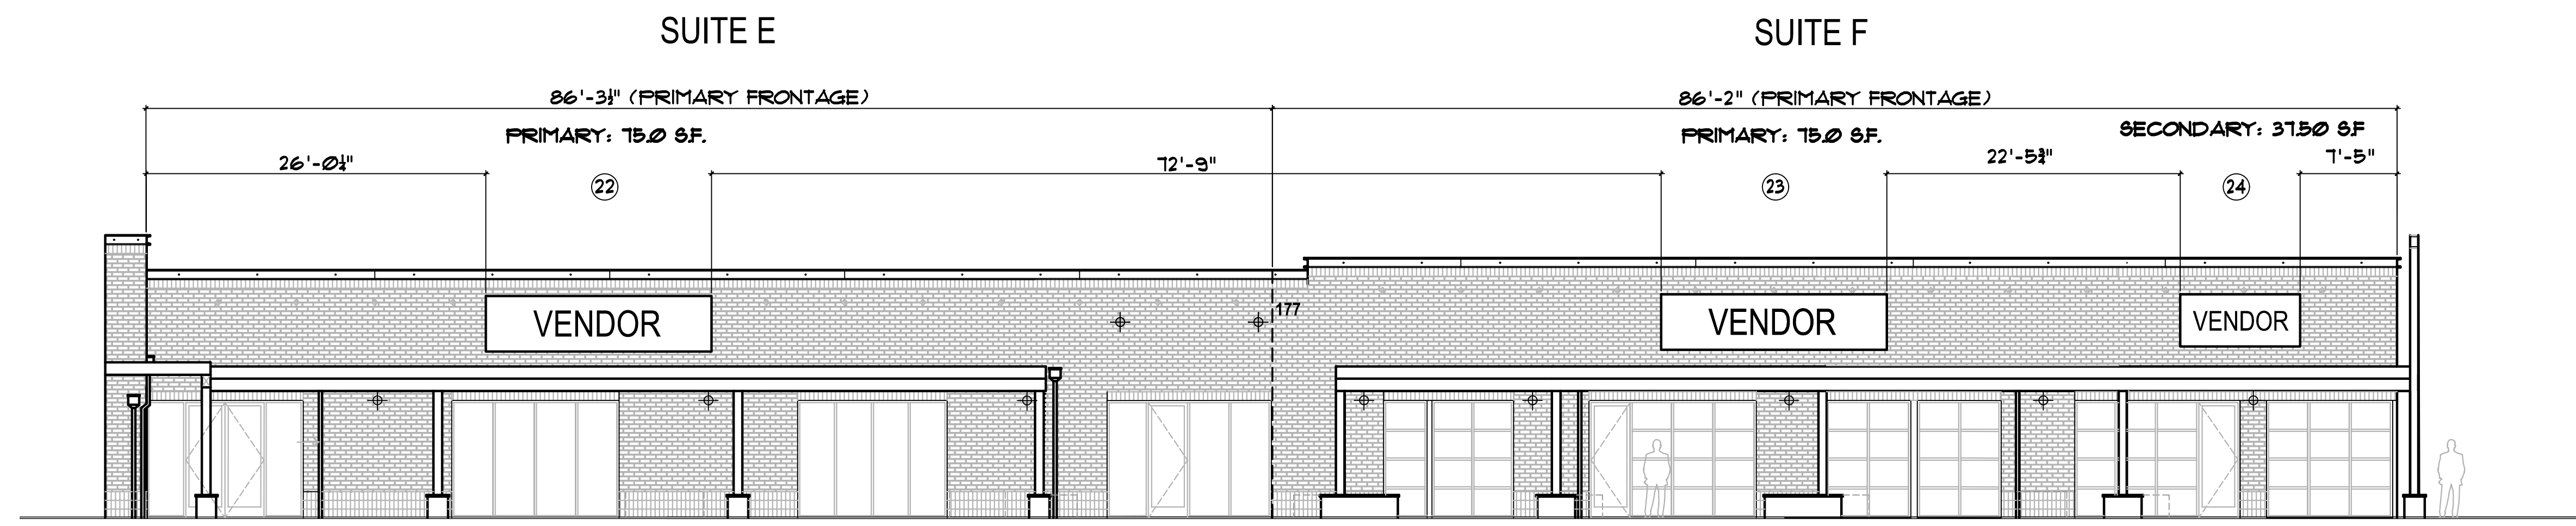 SUITE E
SUITE F
86'-3½" (PRIMARY FRONTAGE)
86'-2" (PRIMARY FRONTAGE)
PRIMARY: 75.0 S.F.
PRIMARY: 75.0 S.F.
SECONDARY: 37.50 S.F
26'-0¼"
72'-9"
22'-5¾"
7'-5"
22
23
24
177
VENDOR
VENDOR
VENDOR